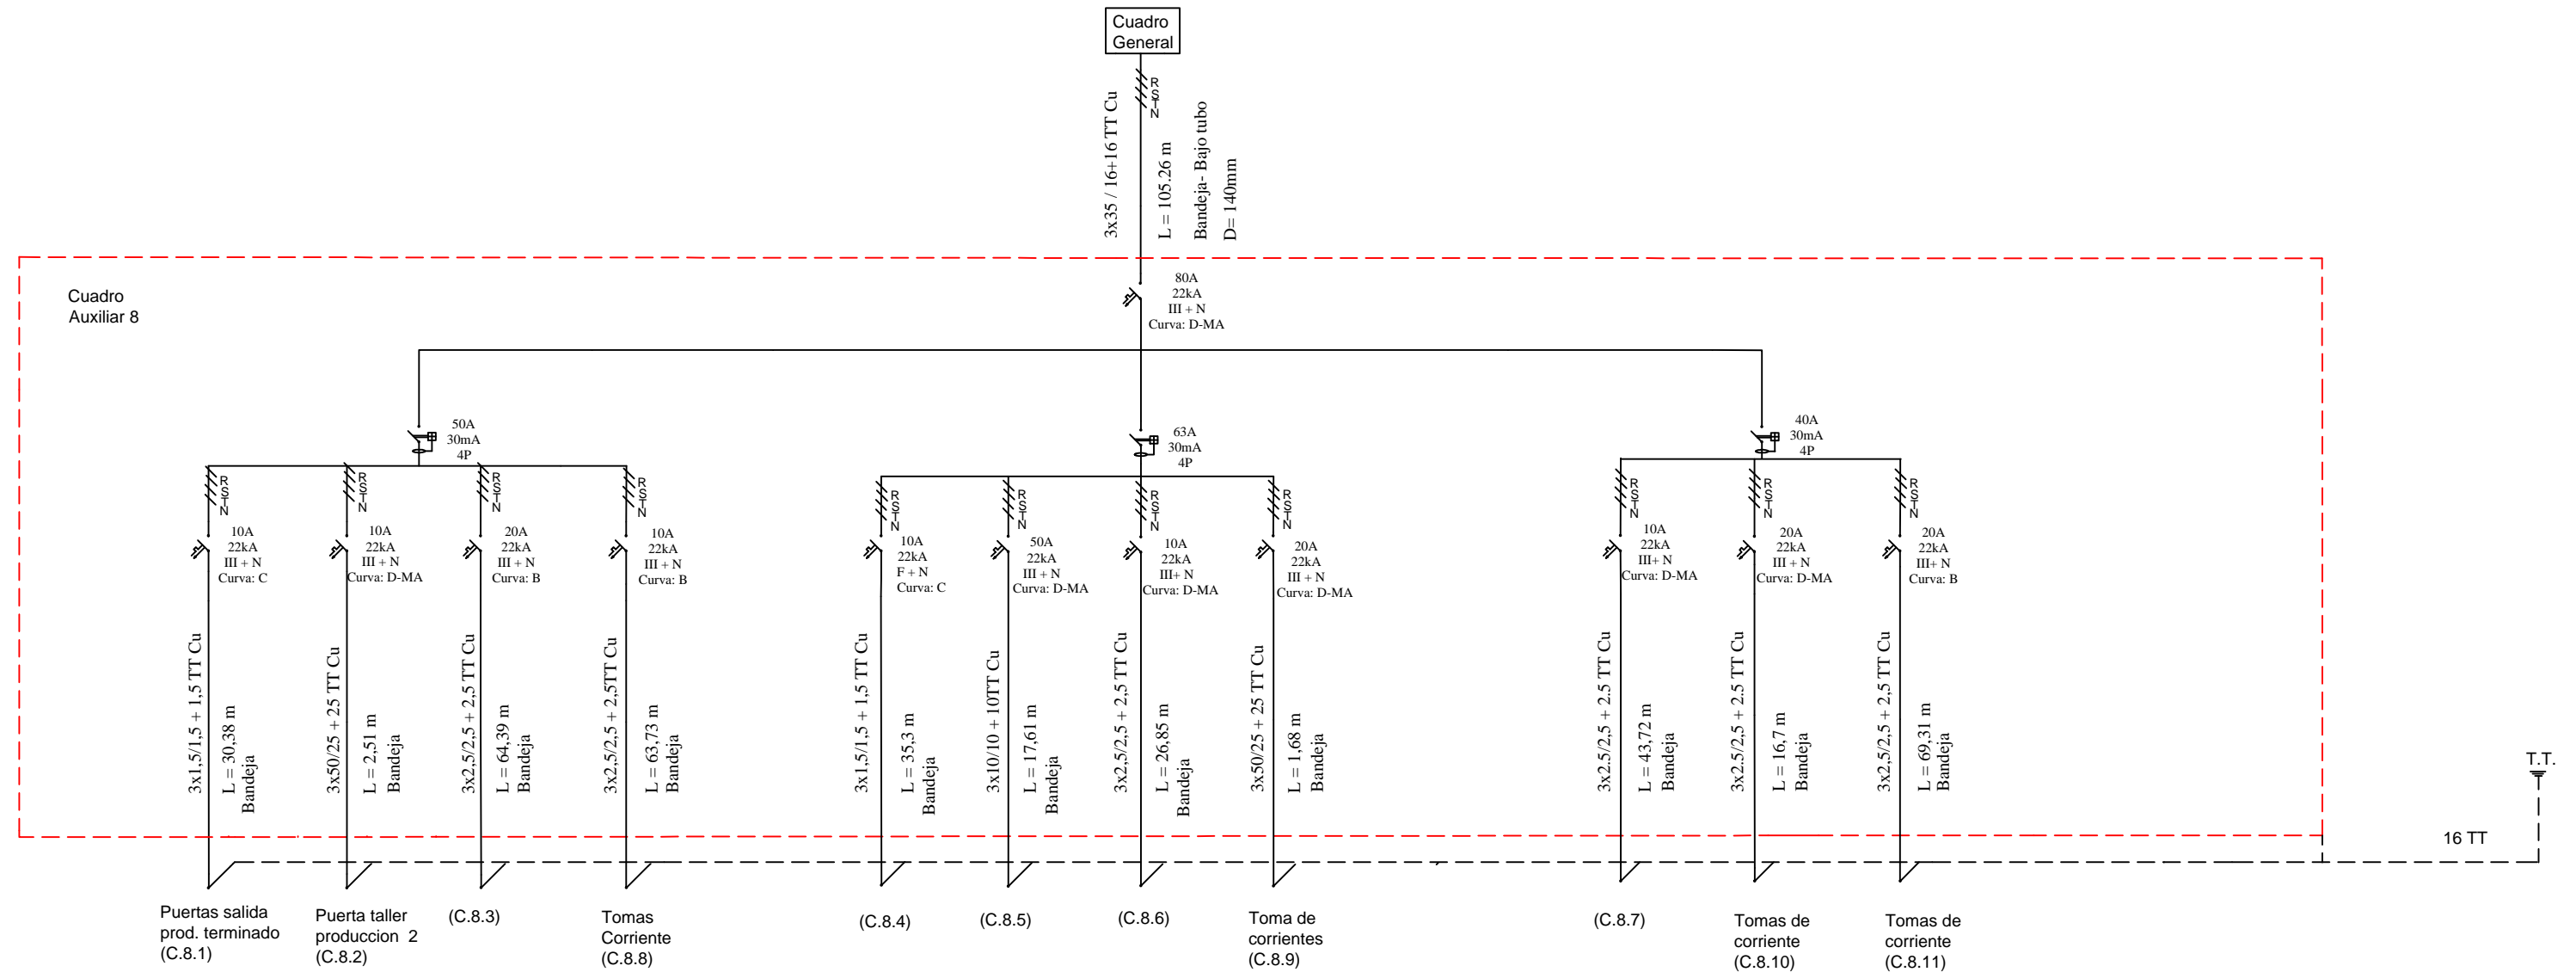 Cuadro
General
R
S
T
N
3x35 / 16+16 TT Cu
L = 105.26 m
Bandeja- Bajo tubo
D= 140mm
Cuadro
Auxiliar 8
80A
22kA
III + N
Curva: D-MA
50A
30mA
4P
63A
30mA
4P
40A
30mA
4P
R
S
T
N
10A
22kA
III + N
Curva: C
R
S
T
N
10A
22kA
III + N
Curva: D-MA
R
S
T
N
20A
22kA
III + N
Curva: B
R
S
T
N
10A
22kA
III + N
Curva: B
R
S
T
N
10A
22kA
F + N
Curva: C
R
S
T
N
50A
22kA
III + N
Curva: D-MA
R
S
T
N
10A
22kA
III+ N
Curva: D-MA
R
S
T
N
20A
22kA
III + N
Curva: D-MA
R
S
T
N
10A
22kA
III+ N
Curva: D-MA
R
S
T
N
20A
22kA
III + N
Curva: D-MA
R
S
T
N
20A
22kA
III+ N
Curva: B
3x1,5/1,5 + 1,5 TT Cu
L = 30,38 m
Bandeja
3x50/25 + 25 TT Cu
L = 2,51 m
Bandeja
3x2,5/2,5 + 2,5 TT Cu
L = 64,39 m
Bandeja
3x2,5/2,5 + 2,5TT Cu
L = 63,73 m
Bandeja
3x1,5/1,5 + 1,5 TT Cu
L = 35,3 m
Bandeja
3x10/10 + 10TT Cu
L = 17,61 m
Bandeja
3x2,5/2,5 + 2,5 TT Cu
L = 26,85 m
Bandeja
3x50/25 + 25 TT Cu
L = 1,68 m
Bandeja
3x2.5/2,5 + 2.5 TT Cu
L = 43,72 m
Bandeja
3x2.5/2,5 + 2.5 TT Cu
L = 16,7 m
Bandeja
3x2,5/2,5 + 2,5 TT Cu
L = 69,31 m
Bandeja
T.T.
16 TT
Puertas salida
prod. terminado
(C.8.1)
Puerta taller
produccion 2
(C.8.2)
(C.8.3)
Tomas
Corriente
(C.8.8)
(C.8.4)
(C.8.5)
(C.8.6)
Toma de
corrientes
(C.8.9)
(C.8.7)
Tomas de
corriente
(C.8.10)
Tomas de
corriente
(C.8.11)